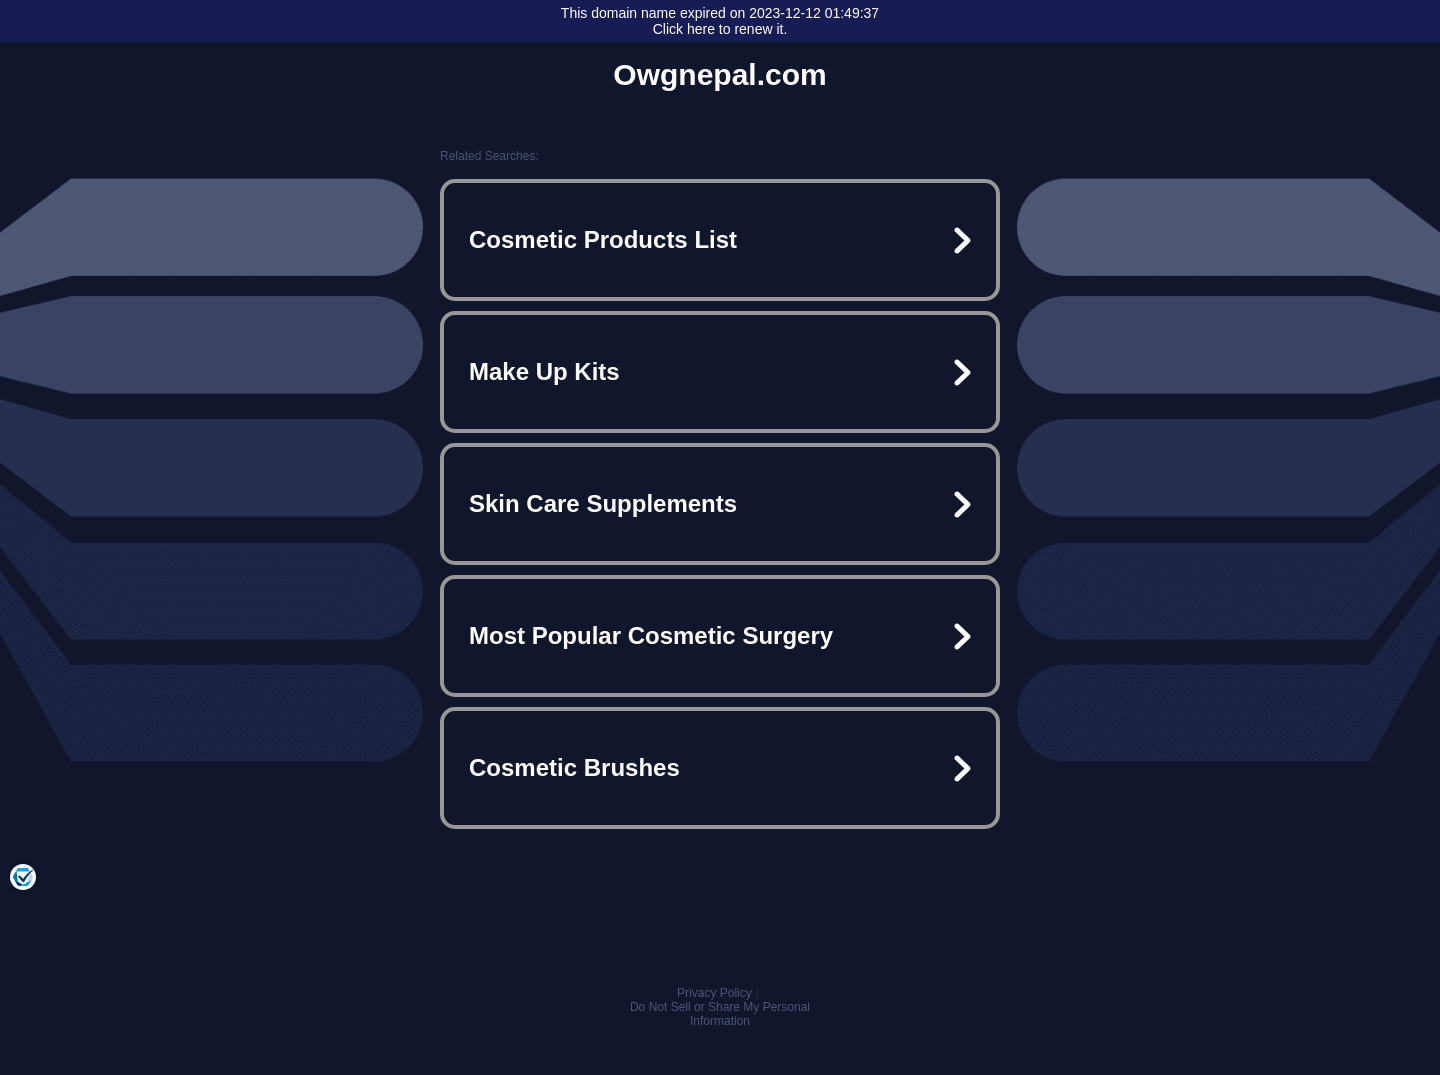 This domain name expired on 2023-12-12 01:49:37
Click here to renew it.
Owgnepal.com
Related Searches:
Cosmetic Products List
Make Up Kits
Skin Care Supplements
Most Popular Cosmetic Surgery
Cosmetic Brushes
Privacy Policy |
Do Not Sell or Share My Personal
Information